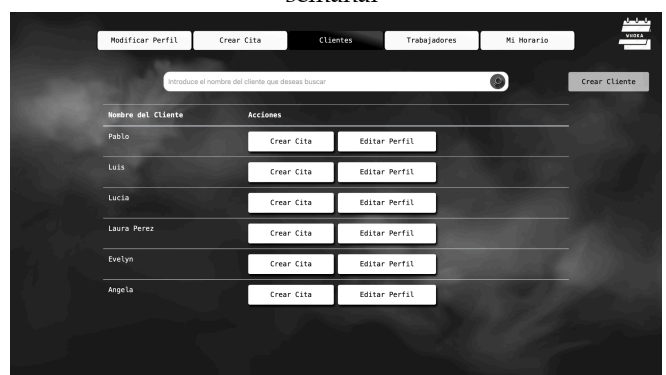 semanal
Modificar Perfil Crear Cita Clientes Trabajadores Mi Horario
WHOKA
Introduce el nombre del cliente que deseas buscar
Crear Cliente
Nombre del Cliente Acciones
Pablo Crear Cita Editar Perfil
Luis Crear Cita Editar Perfil
Lucia Crear Cita Editar Perfil
Laura Perez Crear Cita Editar Perfil
Evelyn Crear Cita Editar Perfil
Angela Crear Cita Editar Perfil